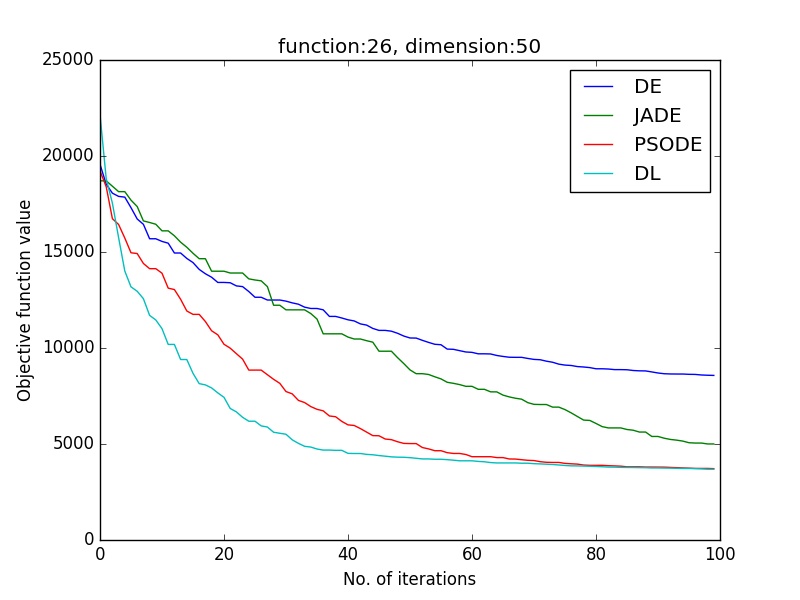 function:26, dimension:50
25000
20000
15000
10000
5000
0
Objective function value
DE
JADE
PSODE
DL
0 20 40 60 80 100
No. of iterations